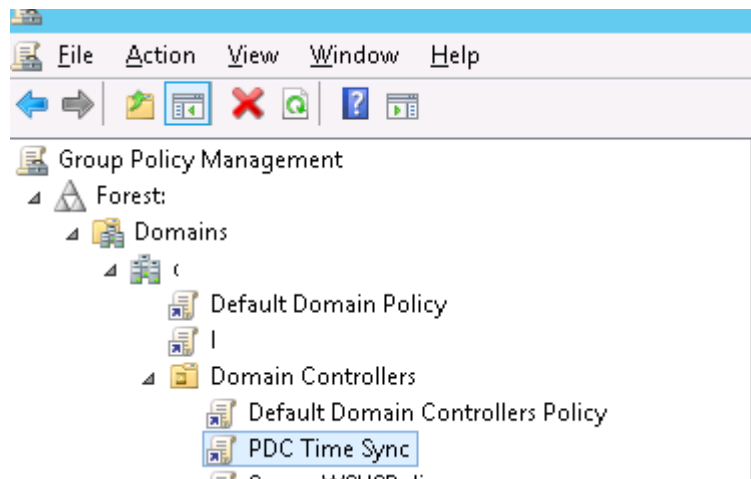 File Action View Window Help
Group Policy Management
Forest:
Domains
Default Domain Policy
Domain Controllers
Default Domain Controllers Policy
PDC Time Sync